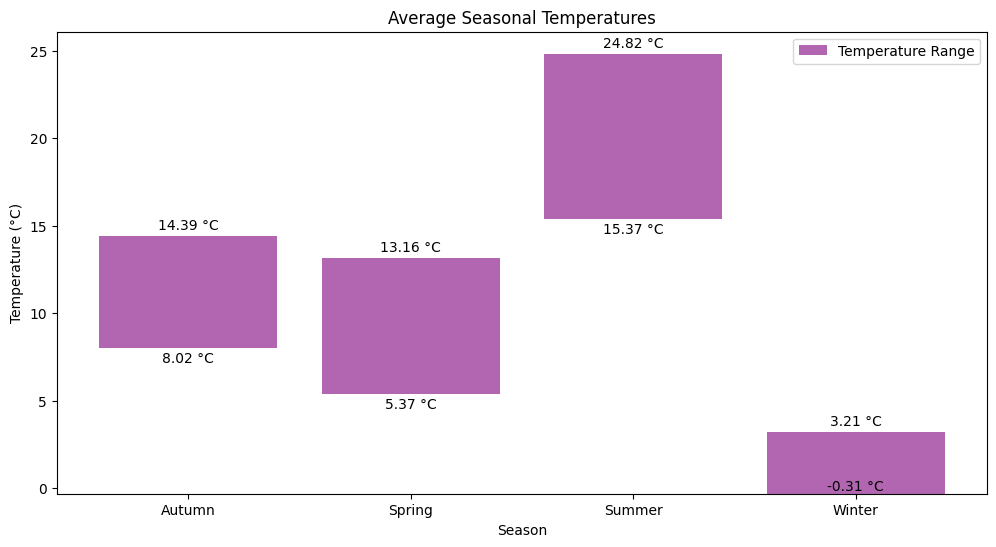 Average Seasonal Temperatures
Temperature Range
Temperature (°C)
25
20
15
10
5
0
14.39 °C
8.02 °C
13.16 °C
5.37 °C
24.82 °C
15.37 °C
3.21 °C
-0.31 °C
Autumn
Spring
Summer
Winter
Season